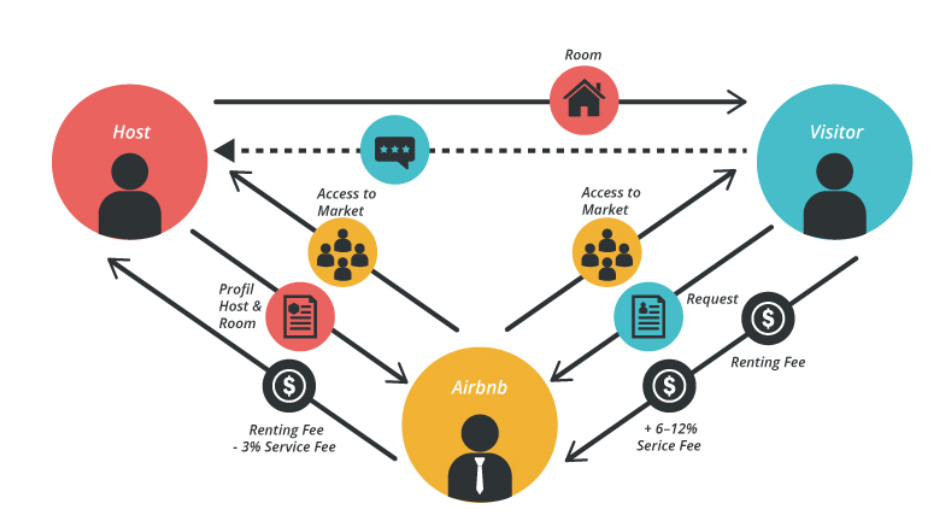 Room
Host
Visitor
Access to
Market
Access to
Market
Profil
Host &
Room
Request
Renting Fee
Airbnb
Renting Fee
- 3% Service Fee
+ 6–12%
Serice Fee